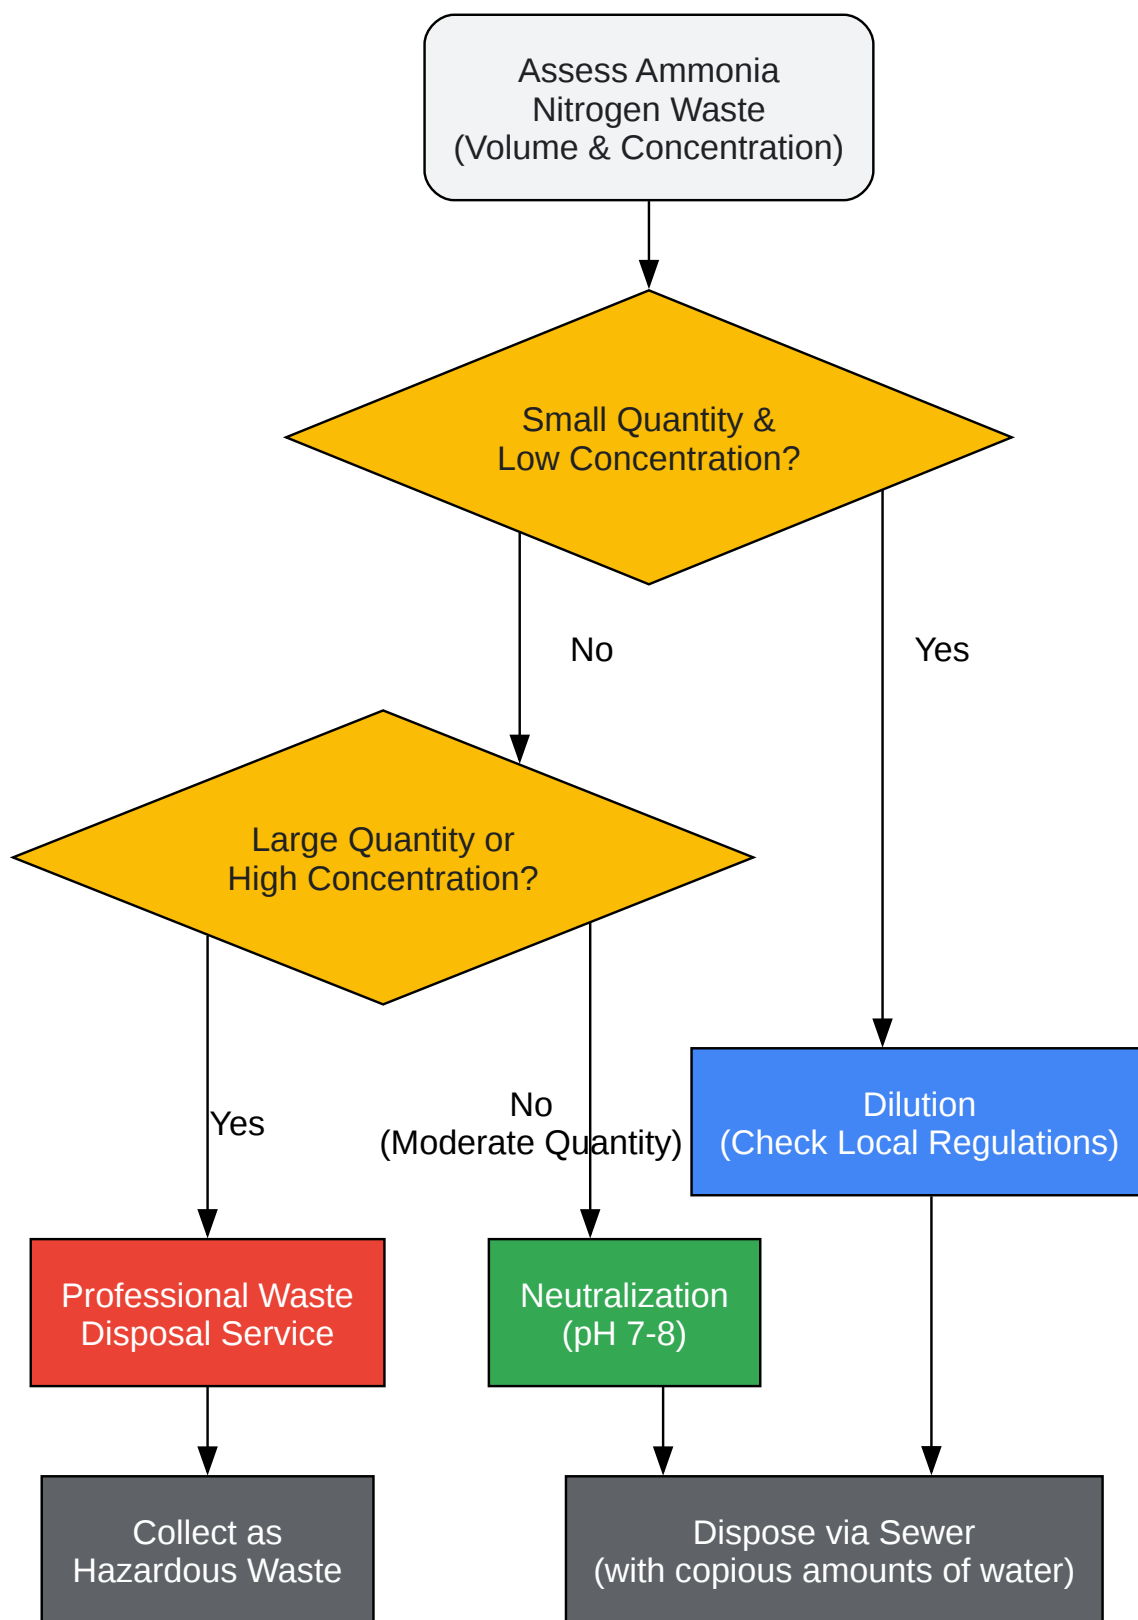 Assess Ammonia
Nitrogen Waste
(Volume & Concentration)
Small Quantity &
Low Concentration?
No
Yes
Large Quantity or
High Concentration?
Yes
No
(Moderate Quantity)
Dilution
(Check Local Regulations)
Professional Waste
Disposal Service
Neutralization
(pH 7-8)
Collect as
Hazardous Waste
Dispose via Sewer
(with copious amounts of water)